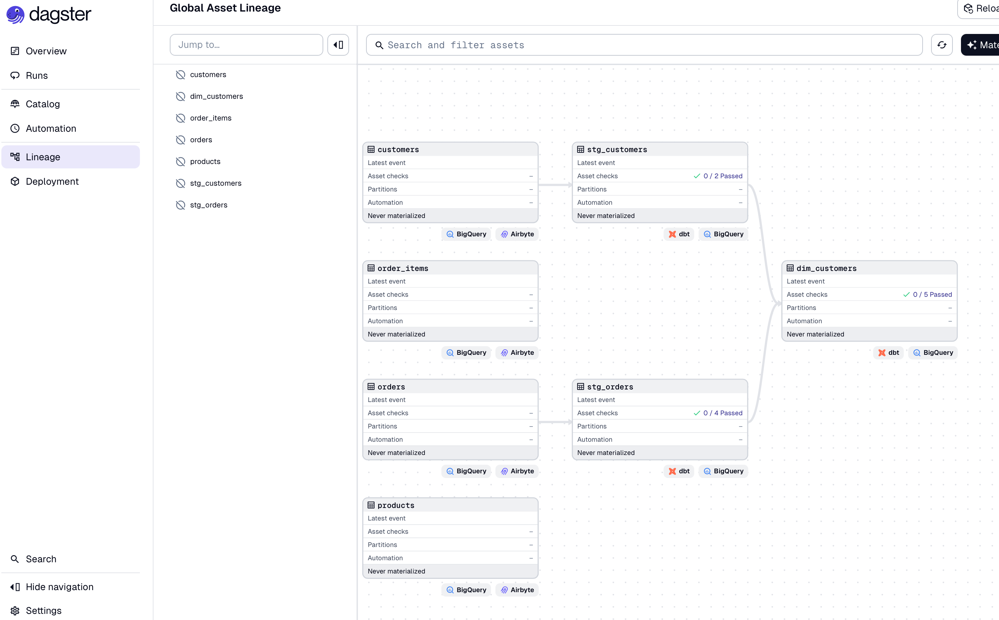 dagster
Overview
Runs
Catalog
Automation
Lineage
Deployment
Search
Hide navigation
Settings
Global Asset Lineage
Jump to…
Search and filter assets
customers
dim_customers
order_items
orders
products
stg_customers
stg_orders
customers
Latest event
Asset checks –
Partitions –
Automation –
Never materialized
BigQuery Airbyte
stg_customers
Latest event
Asset checks 0 / 2 Passed
Partitions –
Automation –
Never materialized
dbt BigQuery
order_items
Latest event
Asset checks –
Partitions –
Automation –
Never materialized
BigQuery Airbyte
dim_customers
Latest event
Asset checks 0 / 5 Passed
Partitions –
Automation –
Never materialized
dbt BigQuery
orders
Latest event
Asset checks –
Partitions –
Automation –
Never materialized
BigQuery Airbyte
stg_orders
Latest event
Asset checks 0 / 4 Passed
Partitions –
Automation –
Never materialized
dbt BigQuery
products
Latest event
Asset checks –
Partitions –
Automation –
Never materialized
BigQuery Airbyte